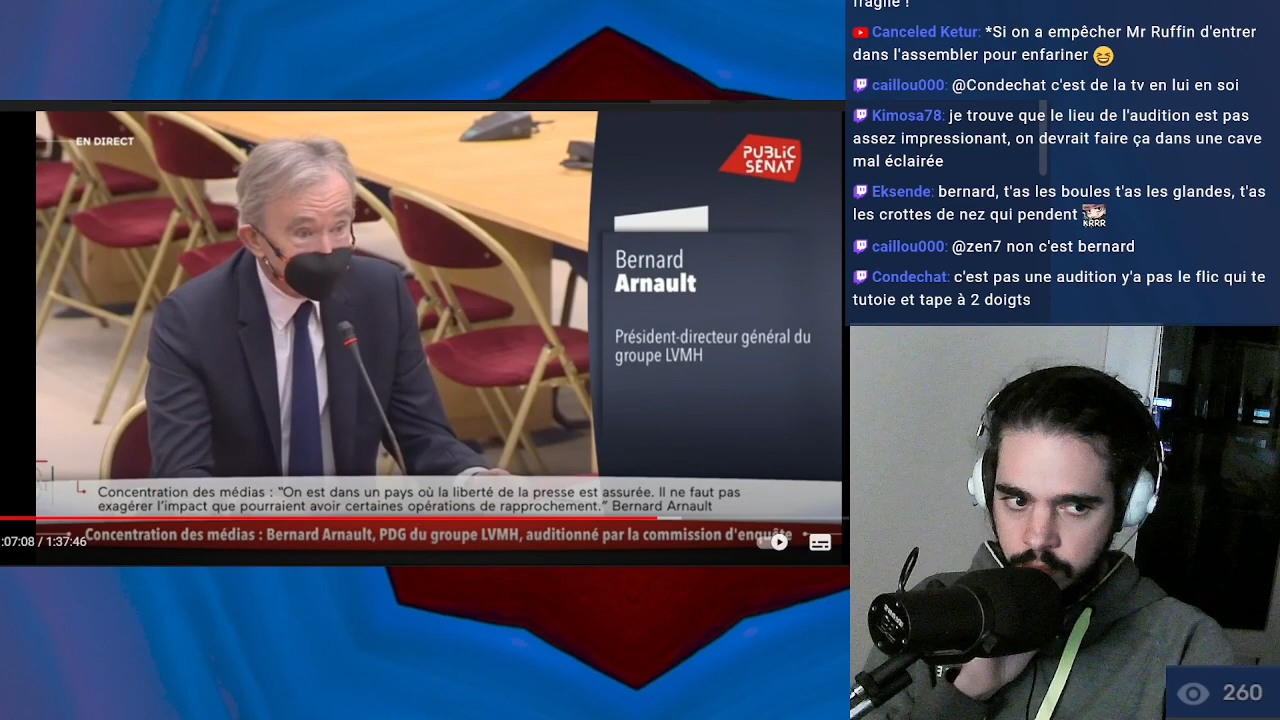 fragile !
Canceled Ketur: *Si on a empêcher Mr Ruffin d'entrer
dans l'assembler pour enfariner
caillou000: @Condechat c'est de la tv en lui en soi
Kimosa78: je trouve que le lieu de l'audition est pas
assez impressionant, on devrait faire ça dans une cave
mal éclairée
Eksende: bernard, t'as les boules t'as les glandes, t'as
les crottes de nez qui pendent
KRRR
caillou000: @zen7 non c'est bernard
Condechat: c'est pas une audition y'a pas le flic qui te
tutoie et tape à 2 doigts
EN DIRECT
PUBLIC
SÉNAT
Bernard
Arnault
Président-directeur général du
groupe LVMH
Concentration des médias : "On est dans un pays où la liberté de la presse est assurée. Il ne faut pas
exagérer l'impact que pourraient avoir certaines opérations de rapprochement." Bernard Arnault
Concentration des médias : Bernard Arnault, PDG du groupe LVMH, auditionné par la commission d'enquête
:07:08 / 1:37:46
260